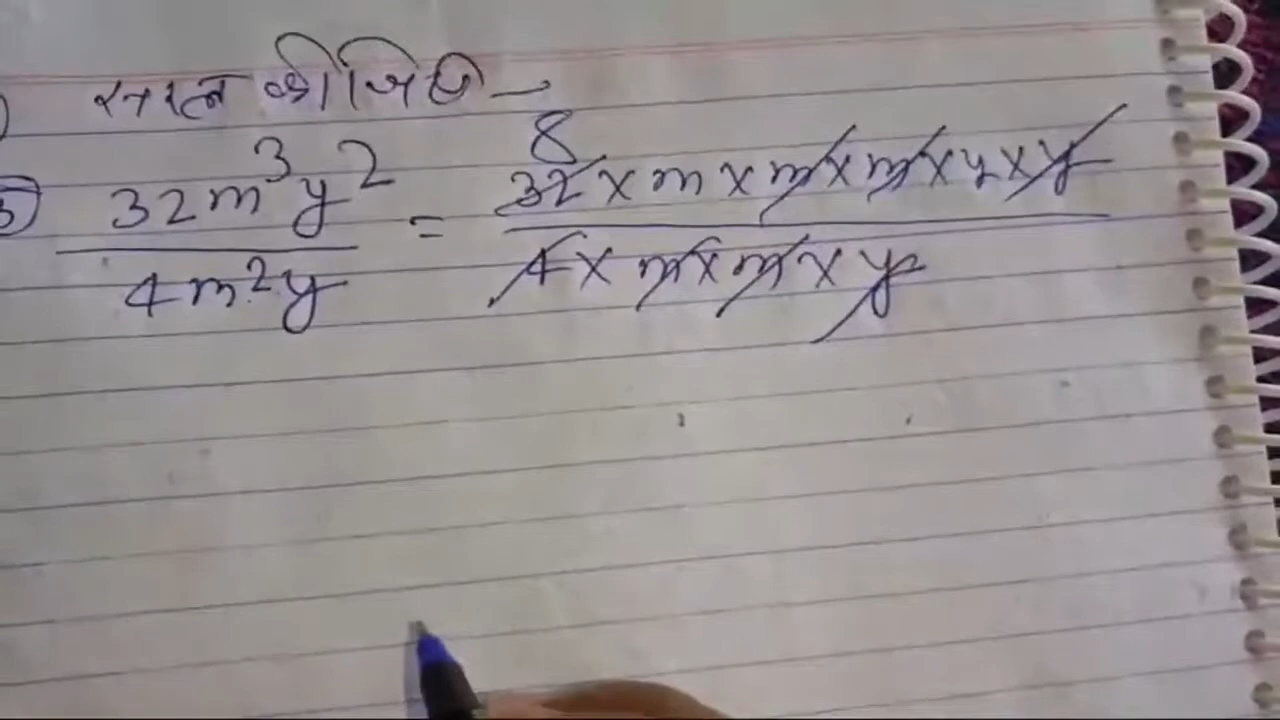 सरल कीजिए →
32m³y² / 4m²y = 8 32 × m × m × m × y × y / 4 × m × m × y